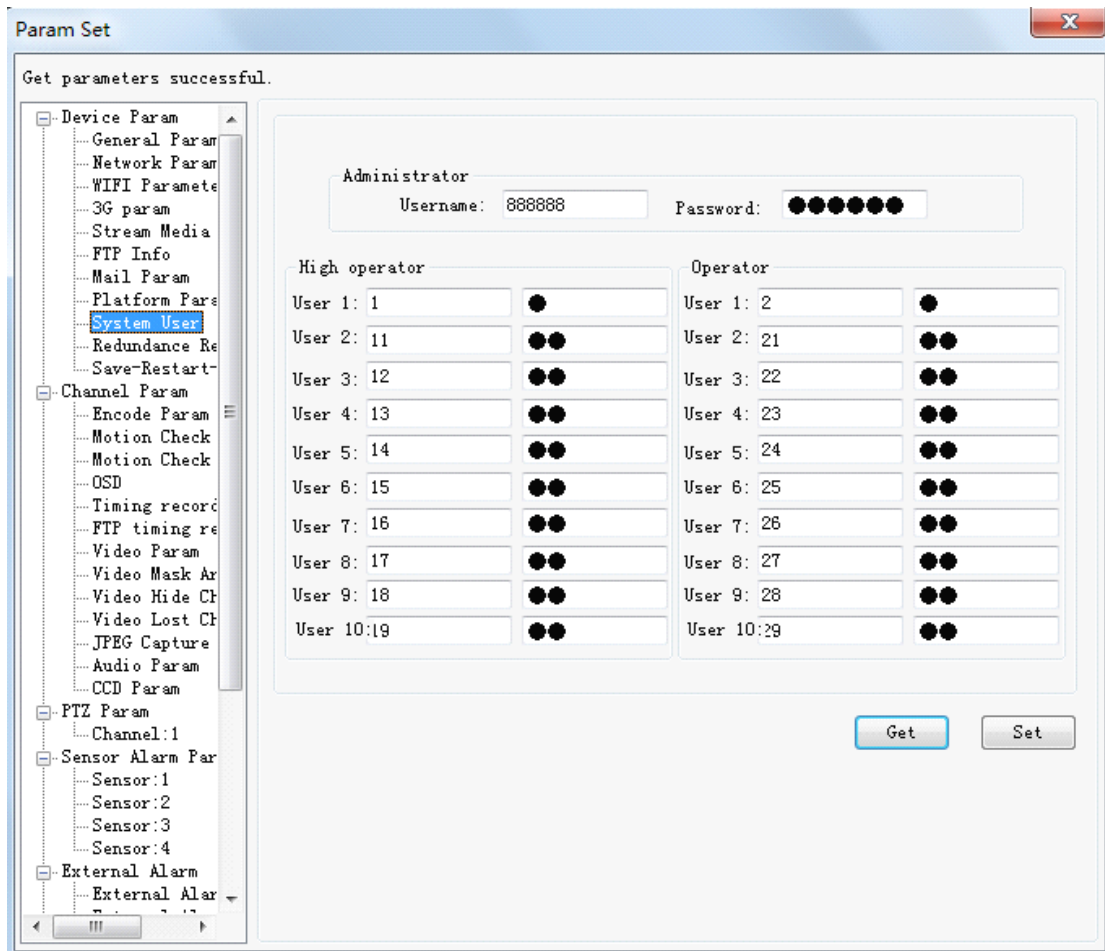 Param Set
X
Get parameters successful.
Device Param
General Param
Network Param
WIFI Paramete
3G param
Stream Media
FTP Info
Mail Param
Platform Para
System User
Redundance Re
Save-Restart-
Channel Param
Encode Param
Motion Check
Motion Check
OSD
Timing record
FTP timing re
Video Param
Video Mask Ar
Video Hide Ch
Video Lost Ch
JPEG Capture
Audio Param
CCD Param
PTZ Param
Channel:1
Sensor Alarm Par
Sensor:1
Sensor:2
Sensor:3
Sensor:4
External Alarm
External Alar
Administrator
Username: 888888 Password: ●●●●●●
High operator
User 1: 1 ●
User 2: 11 ●●
User 3: 12 ●●
User 4: 13 ●●
User 5: 14 ●●
User 6: 15 ●●
User 7: 16 ●●
User 8: 17 ●●
User 9: 18 ●●
User 10: 19 ●●
Operator
User 1: 2 ●
User 2: 21 ●●
User 3: 22 ●●
User 4: 23 ●●
User 5: 24 ●●
User 6: 25 ●●
User 7: 26 ●●
User 8: 27 ●●
User 9: 28 ●●
User 10: 29 ●●
Get Set